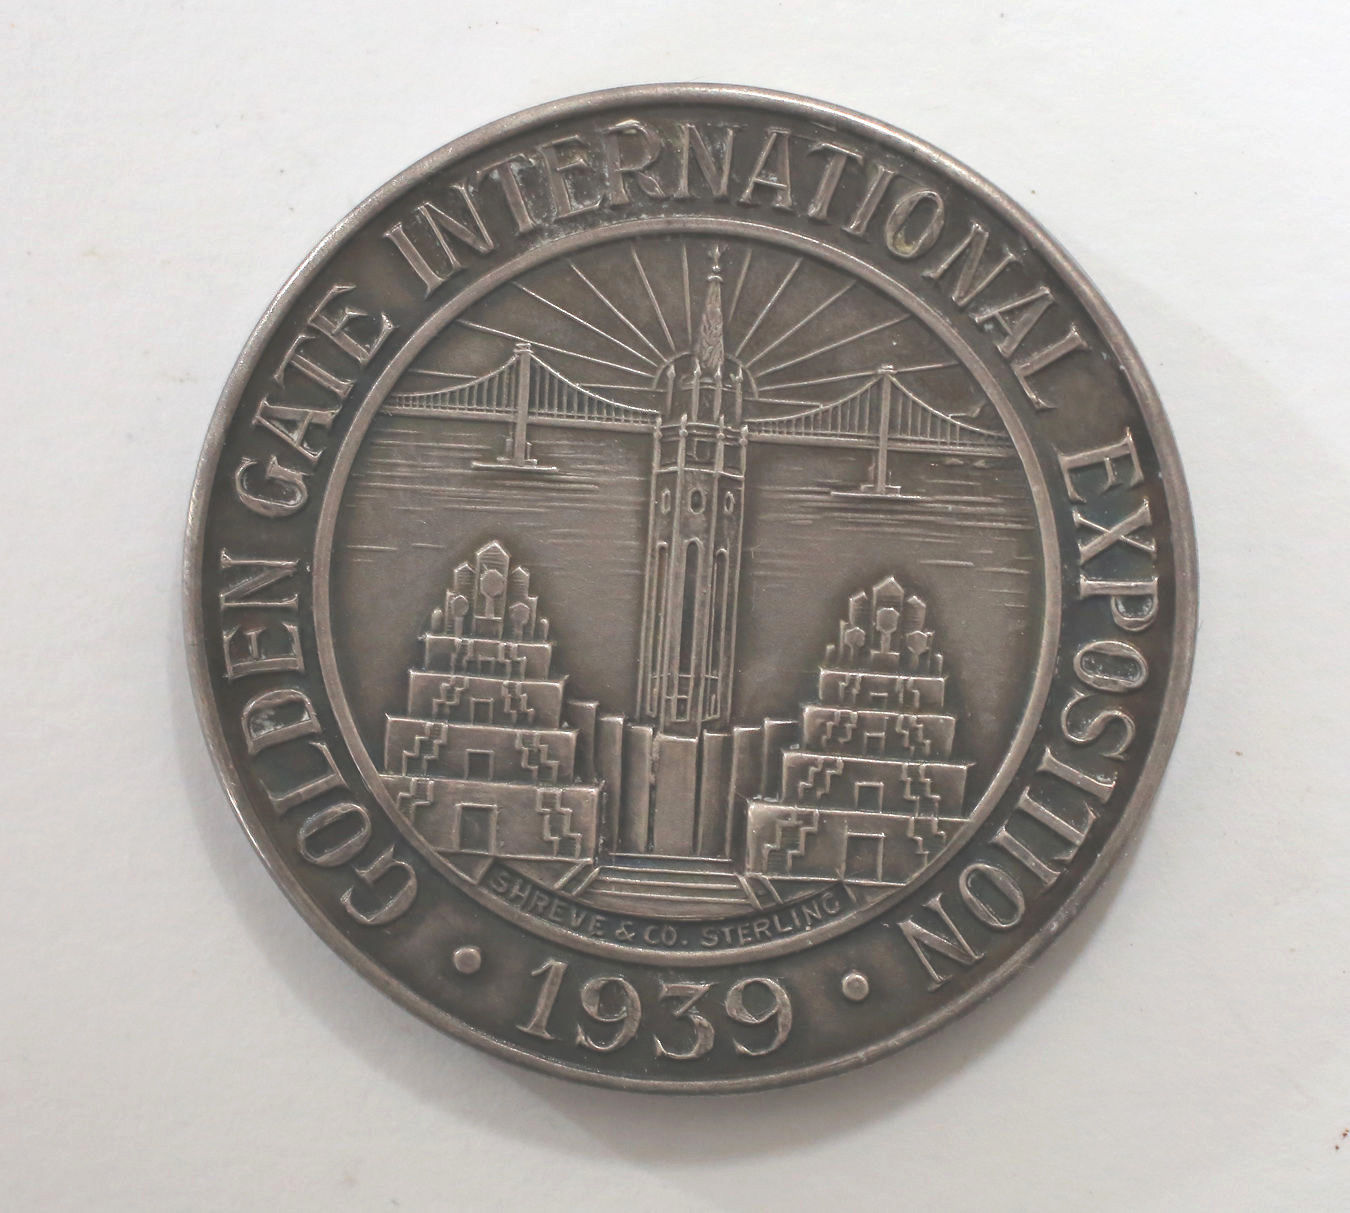 GOLDEN GATE INTERNATIONAL EXPOSITION
• 1939 •
SHREVE & CO. STERLING